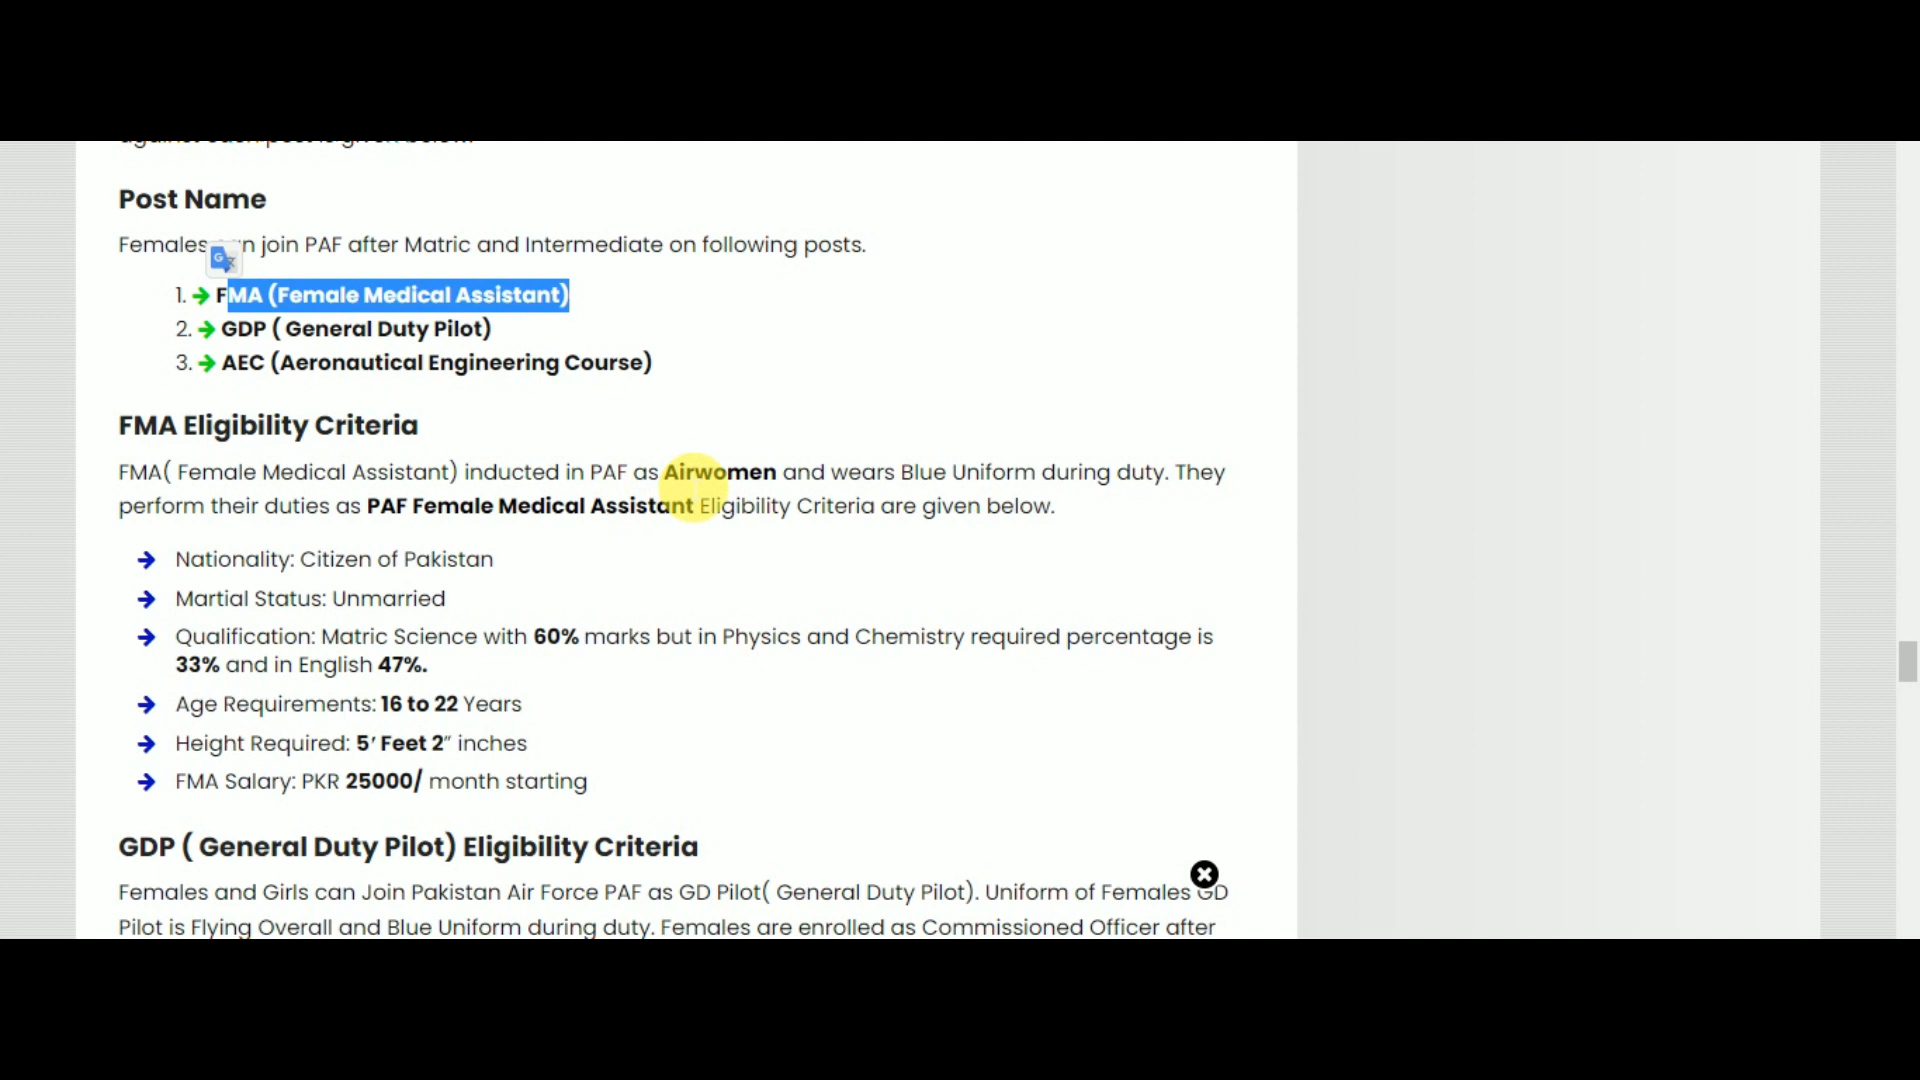 Post Name
Females can join PAF after Matric and Intermediate on following posts.
1. → FMA (Female Medical Assistant)
2. → GDP ( General Duty Pilot)
3. → AEC (Aeronautical Engineering Course)
FMA Eligibility Criteria
FMA( Female Medical Assistant) inducted in PAF as Airwomen and wears Blue Uniform during duty. They
perform their duties as PAF Female Medical Assistant Eligibility Criteria are given below.
→ Nationality: Citizen of Pakistan
→ Martial Status: Unmarried
→ Qualification: Matric Science with 60% marks but in Physics and Chemistry required percentage is
33% and in English 47%.
→ Age Requirements: 16 to 22 Years
→ Height Required: 5′ Feet 2″ inches
→ FMA Salary: PKR 25000/ month starting
GDP ( General Duty Pilot) Eligibility Criteria
Females and Girls can Join Pakistan Air Force PAF as GD Pilot( General Duty Pilot). Uniform of Females GD
Pilot is Flying Overall and Blue Uniform during duty. Females are enrolled as Commissioned Officer after